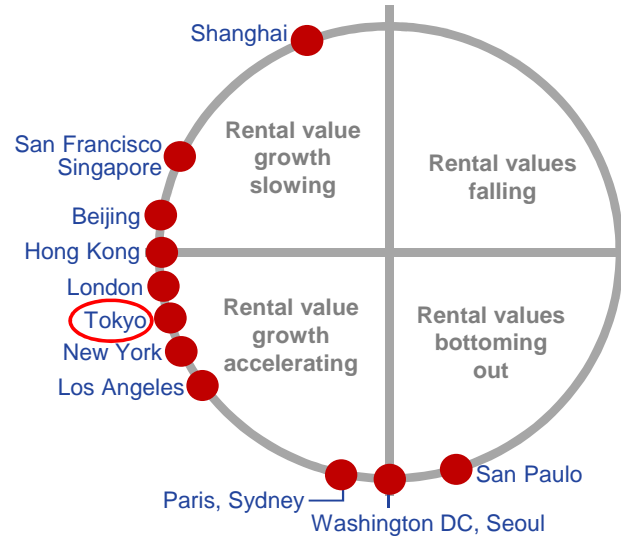 Shanghai
Rental value
growth
slowing
Rental values
falling
San Francisco
Singapore
Beijing
Hong Kong
London
Tokyo
New York
Los Angeles
Rental value
growth
accelerating
Rental values
bottoming
out
San Paulo
Paris, Sydney
Washington DC, Seoul